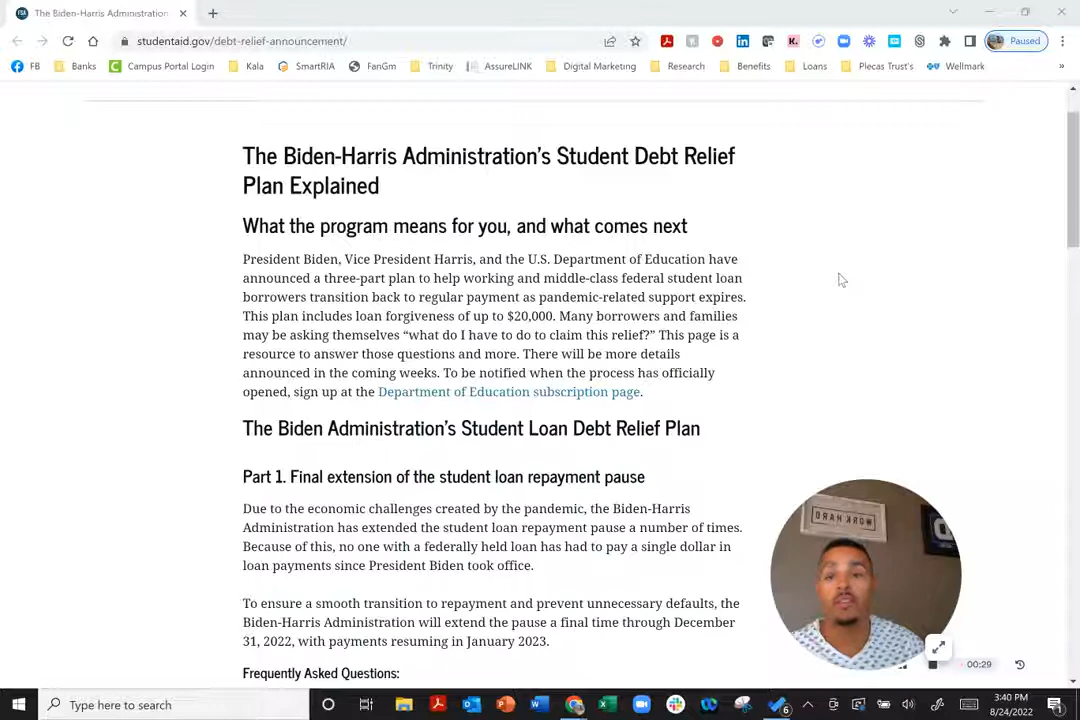 The Biden-Harris Administration
studentaid.gov/debt-relief-announcement/
Paused
FB
Banks
Campus Portal Login
Kala
SmartRIA
FanGm
Trinity
AssureLINK
Digital Marketing
Research
Benefits
Loans
Plecas Trust's
Wellmark
»
The Biden-Harris Administration's Student Debt Relief
Plan Explained
What the program means for you, and what comes next
President Biden, Vice President Harris, and the U.S. Department of Education have
announced a three-part plan to help working and middle-class federal student loan
borrowers transition back to regular payment as pandemic-related support expires.
This plan includes loan forgiveness of up to $20,000. Many borrowers and families
may be asking themselves “what do I have to do to claim this relief?” This page is a
resource to answer those questions and more. There will be more details
announced in the coming weeks. To be notified when the process has officially
opened, sign up at the Department of Education subscription page.
The Biden Administration's Student Loan Debt Relief Plan
Part 1. Final extension of the student loan repayment pause
Due to the economic challenges created by the pandemic, the Biden-Harris
Administration has extended the student loan repayment pause a number of times.
Because of this, no one with a federally held loan has had to pay a single dollar in
loan payments since President Biden took office.
To ensure a smooth transition to repayment and prevent unnecessary defaults, the
Biden-Harris Administration will extend the pause a final time through December
31, 2022, with payments resuming in January 2023.
Frequently Asked Questions:
WORK HARD
00:29
Type here to search
6
3:40 PM
8/24/2022
1